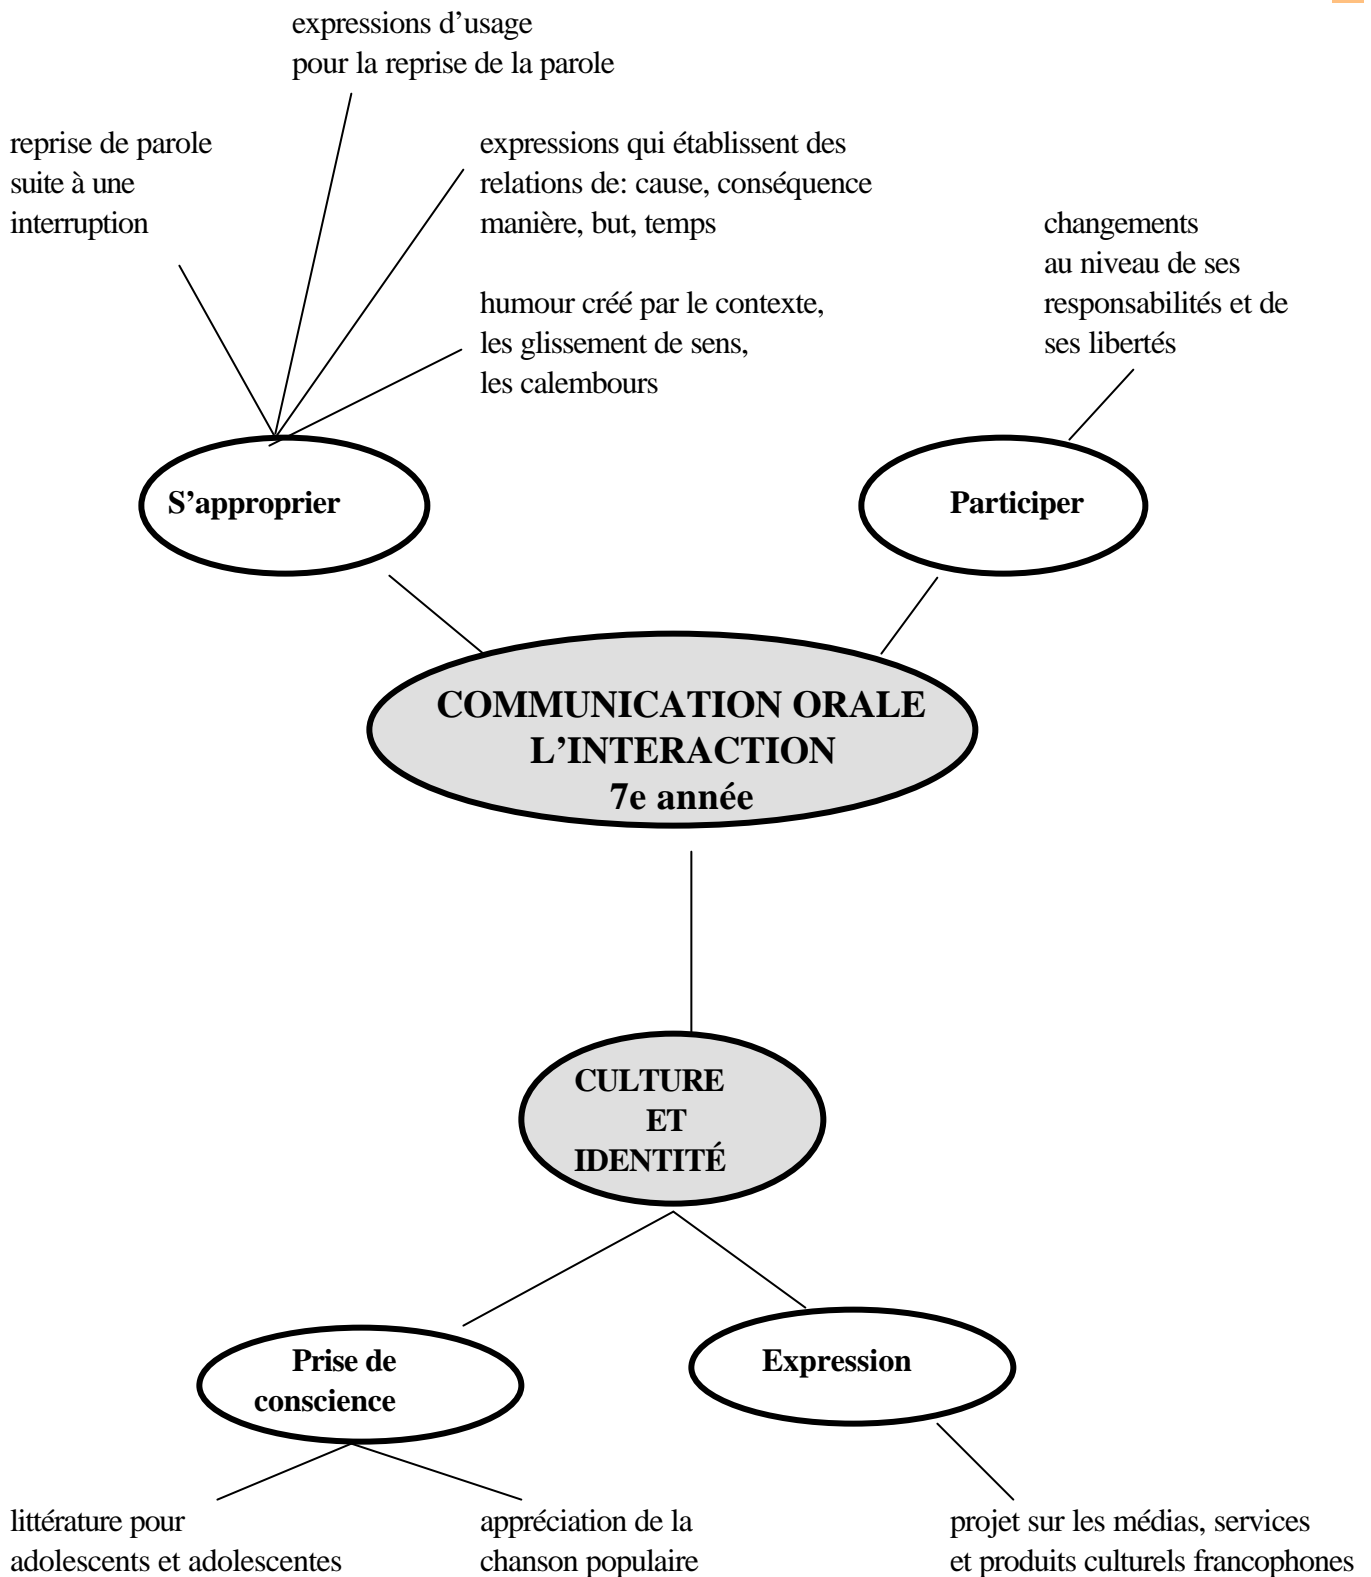 expressions d’usage
pour la reprise de la parole
reprise de parole
suite à une
interruption
expressions qui établissent des
relations de: cause, conséquence
manière, but, temps
humour créé par le contexte,
les glissement de sens,
les calembours
changements
au niveau de ses
responsabilités et de
ses libertés
S’approprier
Participer
COMMUNICATION ORALE
L’INTERACTION
7e année
CULTURE
ET
IDENTITÉ
Prise de
conscience
Expression
littérature pour
adolescents et adolescentes
appréciation de la
chanson populaire
projet sur les médias, services
et produits culturels francophones